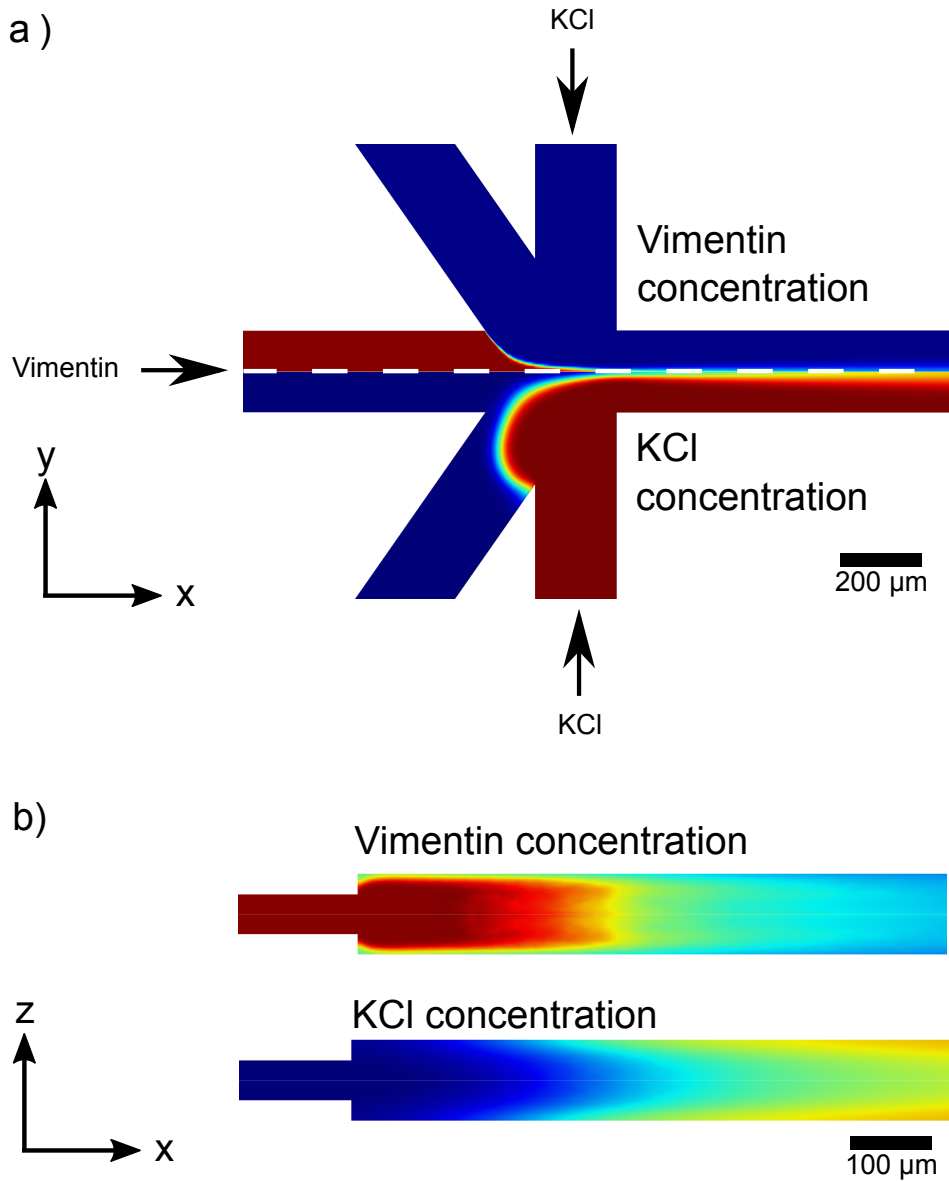 a )
KCl
Vimentin
concentration
Vimentin
KCl
concentration
y
x
200 µm
KCl
b)
Vimentin concentration
KCl concentration
z
x
100 µm